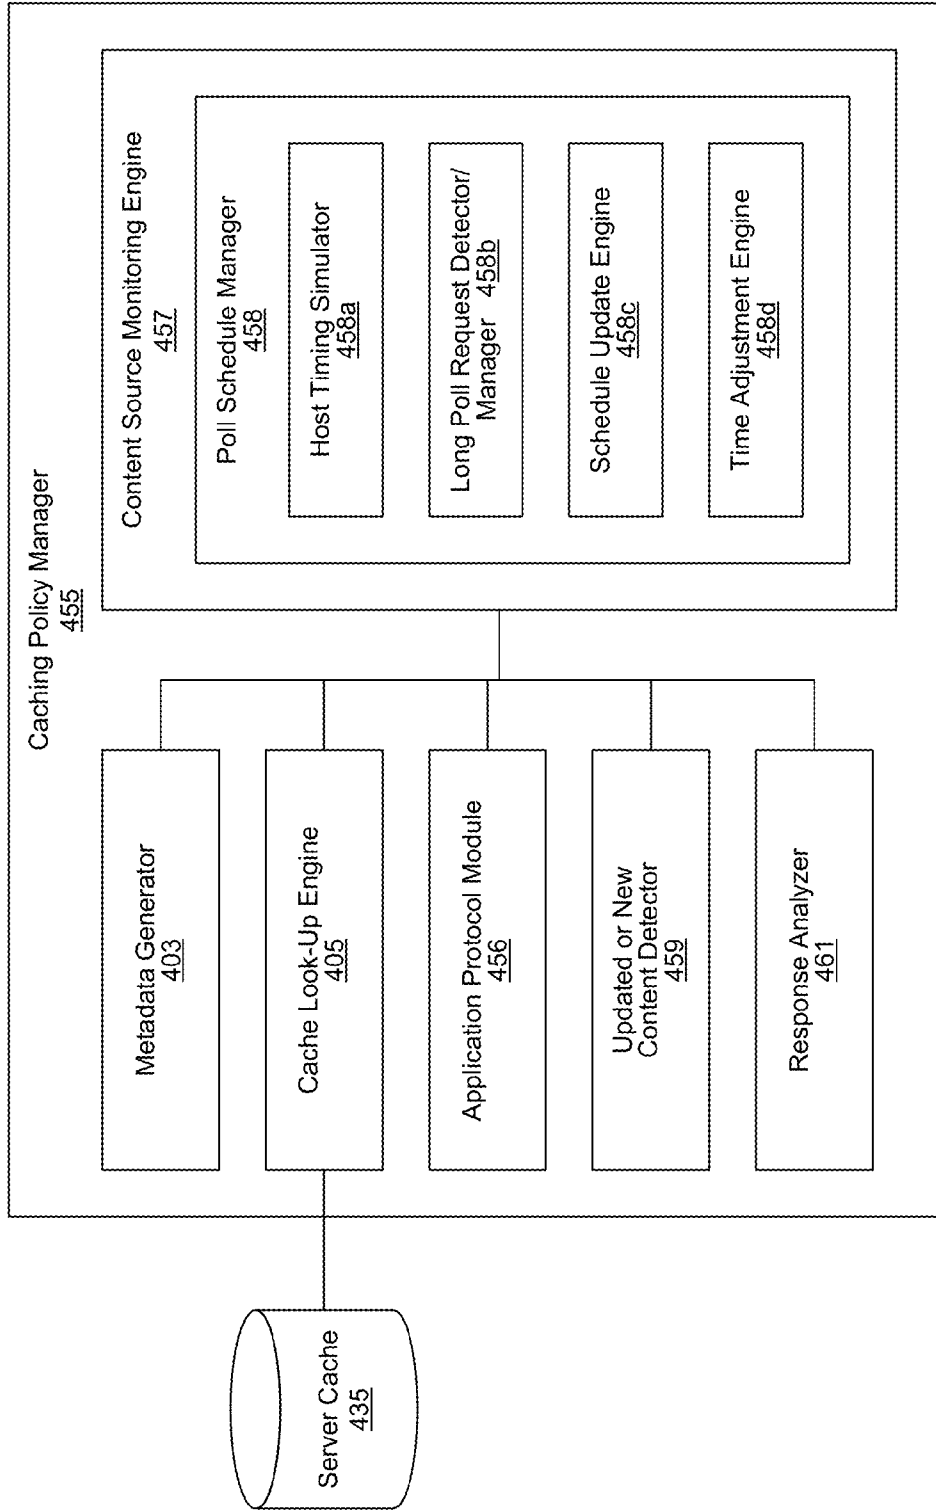 Caching Policy Manager
455
Server Cache
435
Metadata Generator
403
Cache Look-Up Engine
405
Application Protocol Module
456
Updated or New
Content Detector
459
Response Analyzer
461
Content Source Monitoring Engine
457
Poll Schedule Manager
458
Host Timing Simulator
458a
Long Poll Request Detector/
Manager 458b
Schedule Update Engine
458c
Time Adjustment Engine
458d